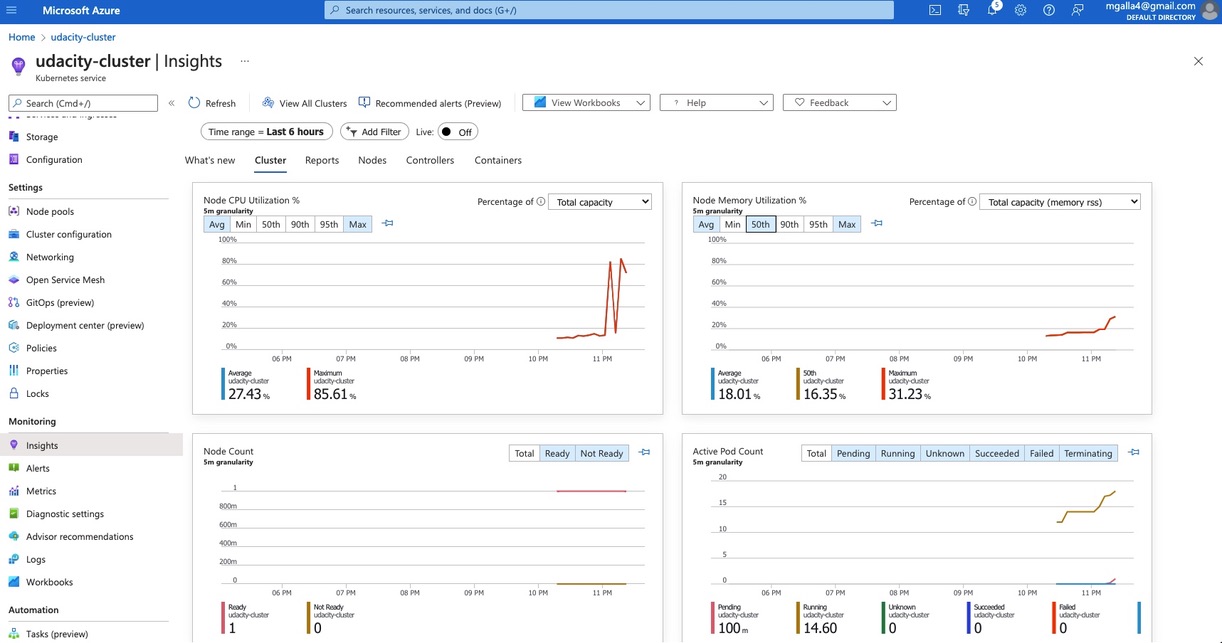 Microsoft Azure
Search resources, services, and docs (G+/)
5
mgalla4@gmail.com
DEFAULT DIRECTORY
Home > udacity-cluster
udacity-cluster | Insights ...
Kubernetes service
Search (Cmd+/)
«
Refresh
View All Clusters
Recommended alerts (Preview)
View Workbooks
? Help
Feedback
Time range = Last 6 hours
Add Filter
Live:
Off
What's new
Cluster
Reports
Nodes
Controllers
Containers
Services and ingresses
Storage
Configuration
Settings
Node pools
Cluster configuration
Networking
Open Service Mesh
GitOps (preview)
Deployment center (preview)
Policies
Properties
Locks
Monitoring
Insights
Alerts
Metrics
Diagnostic settings
Advisor recommendations
Logs
Workbooks
Automation
Tasks (preview)
Node CPU Utilization %
5m granularity
Percentage of
Total capacity
Avg Min 50th 90th 95th Max
100%
80%
60%
40%
20%
0%
06 PM 07 PM 08 PM 09 PM 10 PM 11 PM
Average
udacity-cluster
27.43 %
Maximum
udacity-cluster
85.61 %
Node Memory Utilization %
5m granularity
Percentage of
Total capacity (memory rss)
Avg Min 50th 90th 95th Max
100%
80%
60%
40%
20%
0%
06 PM 07 PM 08 PM 09 PM 10 PM 11 PM
Average
udacity-cluster
18.01 %
50th
udacity-cluster
16.35 %
Maximum
udacity-cluster
31.23 %
Node Count
5m granularity
Total Ready Not Ready
1
800m
600m
400m
200m
0
06 PM 07 PM 08 PM 09 PM 10 PM 11 PM
Ready
udacity-cluster
1
Not Ready
udacity-cluster
0
Active Pod Count
5m granularity
Total Pending Running Unknown Succeeded Failed Terminating
20
15
10
5
0
06 PM 07 PM 08 PM 09 PM 10 PM 11 PM
Pending
udacity-cluster
100 m
Running
udacity-cluster
14.60
Unknown
udacity-cluster
0
Succeeded
udacity-cluster
0
Failed
udacity-cluster
0